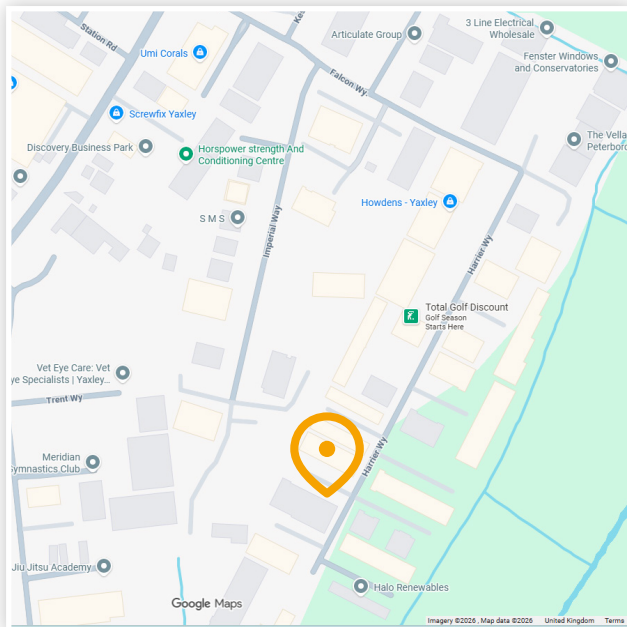 Station Rd
Ke
Articulate Group
3 Line Electrical
Wholesale
Umi Corals
Fenster Windows
and Conservatories
Falcon Wy.
Screwfix Yaxley
Discovery Business Park
Horspower strength And
Conditioning Centre
The Vella
Peterbor
S M S
Howdens - Yaxley
Imperial Way
Harrier Wy
Total Golf Discount
Golf Season
Starts Here
Vet Eye Care: Vet
ye Specialists | Yaxley...
Trent Wy
Meridian
Gymnastics Club
Harrier Wy
Jiu Jitsu Academy
Halo Renewables
Google Maps
Imagery ©2026 , Map data ©2026 United Kingdom Terms